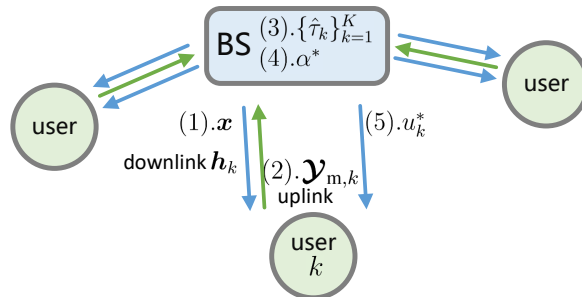 BS (3).{τ̂_k}_{k=1}^K
(4).α*
user
user
(1).x
(5).u_k^*
downlink h_k
(2).𝓨_{m,k}
uplink
user
k